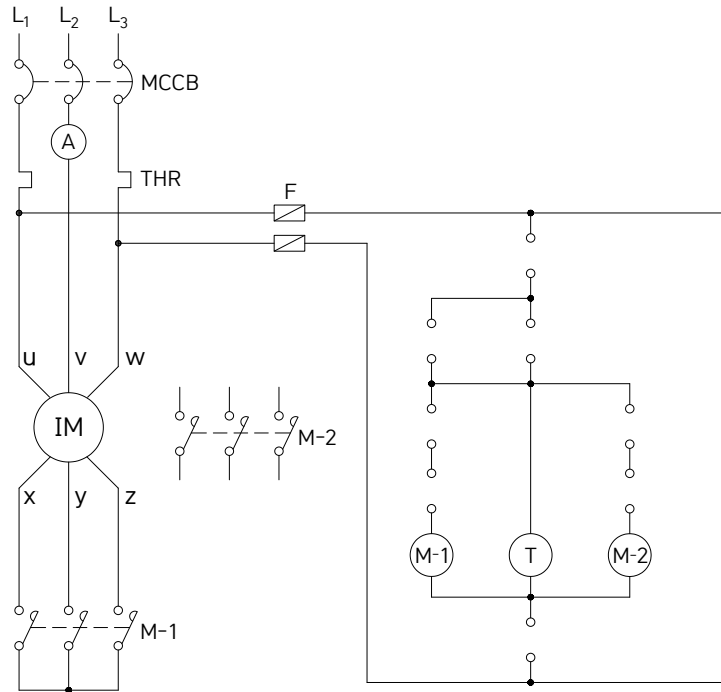 L₁ L₂ L₃
MCCB
A
THR
F
u v w
IM
M-2
x y z
M-1 T M-2
M-1